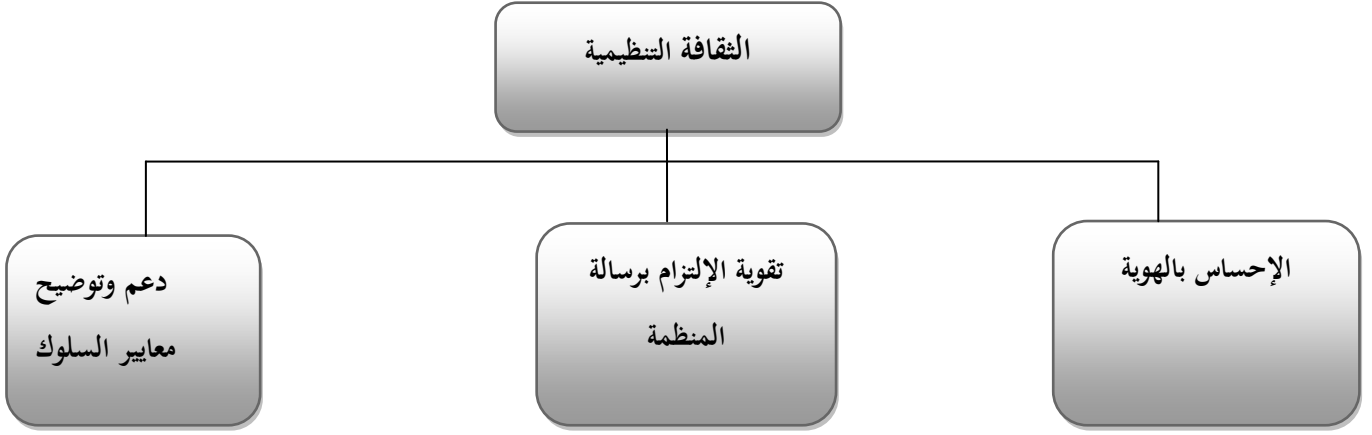 الثقافة التنظيمية
الإحساس بالهوية
تقوية الإلتزام برسالة
المنظمة
دعم وتوضيح
معايير السلوك